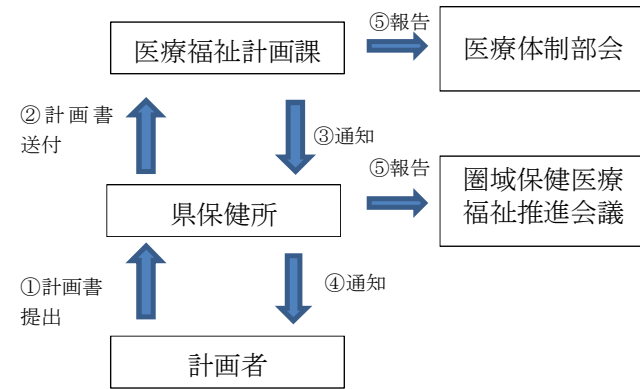 ⑤報告
医療福祉計画課
医療体制部会
②計画書
送付
③通知
⑤報告
圏域保健医療
福祉推進会議
県保健所
①計画書
提出
④通知
計画者